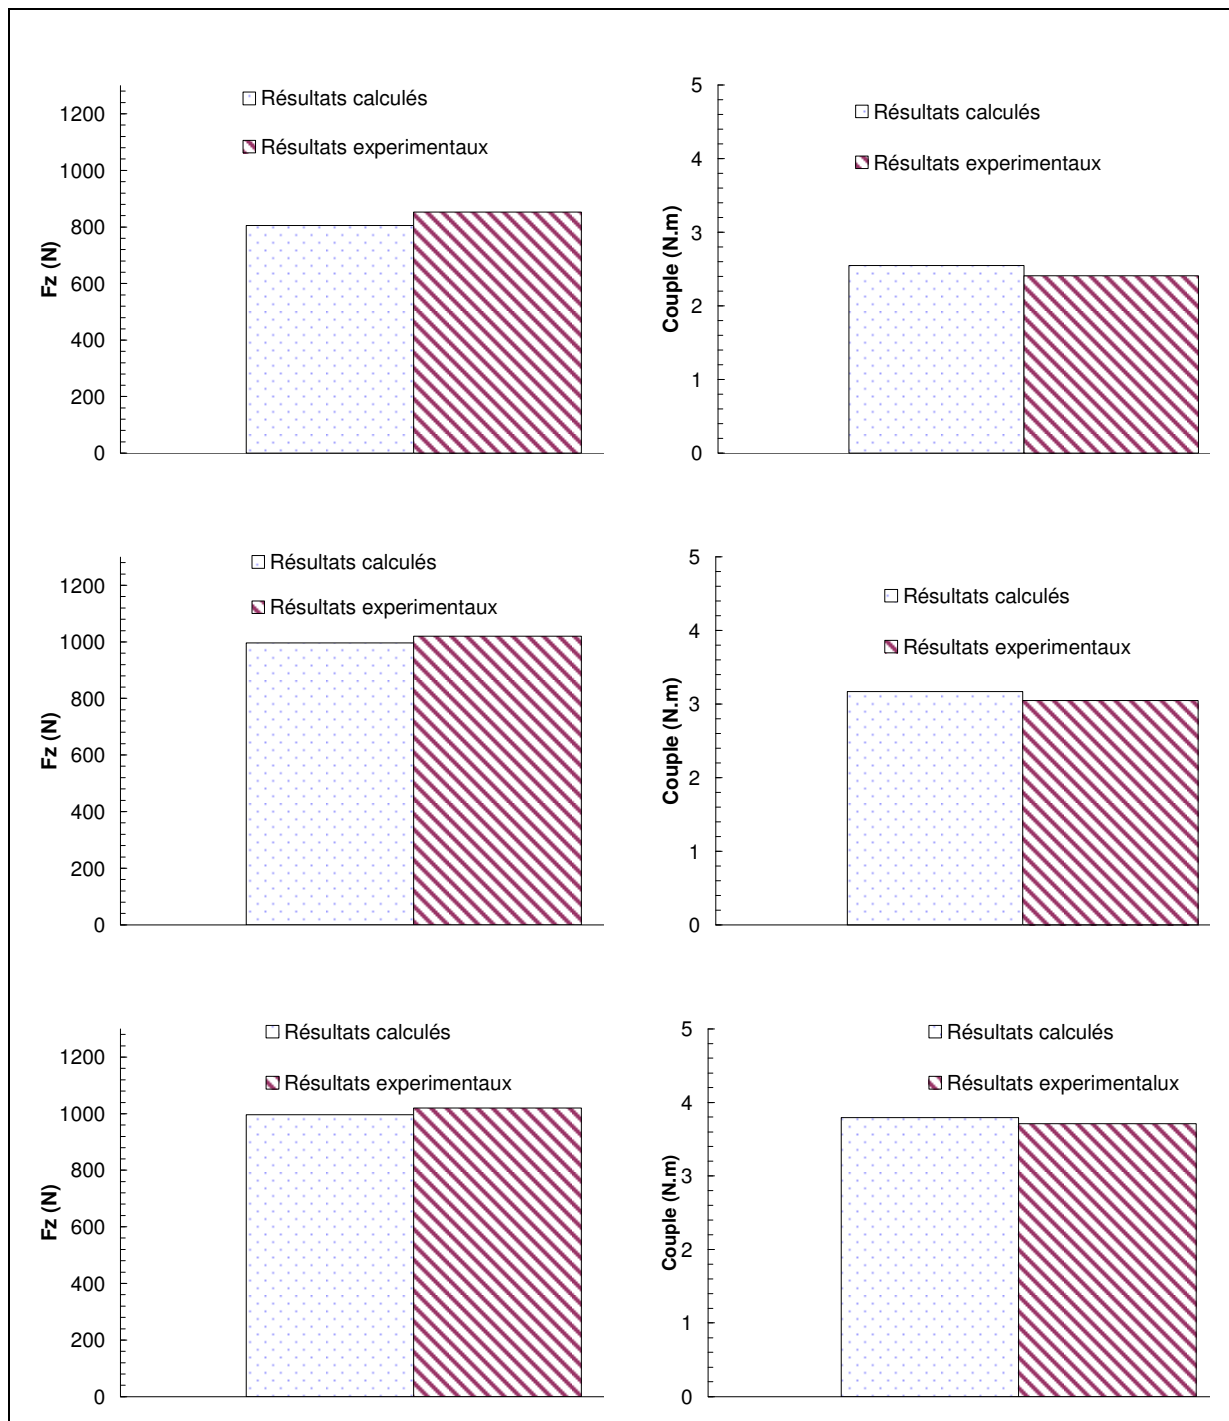 Résultats calculés
Résultats experimentaux
Fz (N)
1200
1000
800
600
400
200
0
Résultats calculés
Résultats experimentaux
Couple (N.m)
5
4
3
2
1
0
Résultats calculés
Résultats experimentaux
Fz (N)
1200
1000
800
600
400
200
0
Résultats calculés
Résultats experimentaux
Couple (N.m)
5
4
3
2
1
0
Résultats calculés
Résultats experimentaux
Fz (N)
1200
1000
800
600
400
200
0
Résultats calculés
Résultats experimentalux
Couple (N.m)
5
4
3
2
1
0